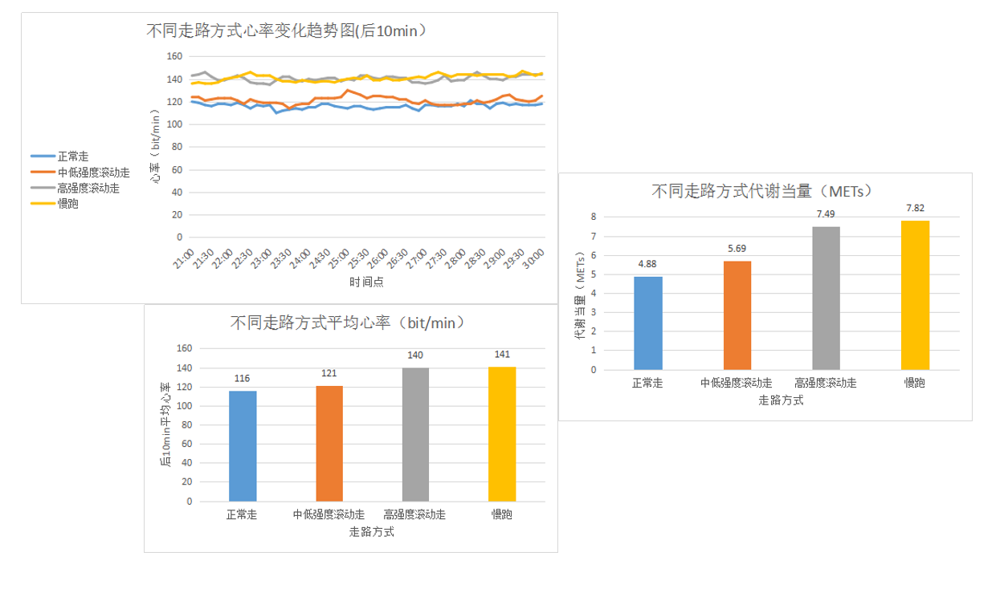 不同走路方式心率变化趋势图(后10min）
160
140
120
100
80
60
40
20
0
心率（ bit/min）
正常走
中低强度滚动走
高强度滚动走
慢跑
21:00 21:30 22:00 22:30 23:00 23:30 24:00 24:30 25:00 25:30 26:00 26:30 27:00 27:30 28:00 28:30 29:00 29:30 30:00
时间点
不同走路方式代谢当量（METs）
8
7
6
5
4
3
2
1
0
代谢当量（ METs）
4.88 5.69 7.49 7.82
正常走 中低强度滚动走 高强度滚动走 慢跑
走路方式
不同走路方式平均心率（bit/min）
160
140
120
100
80
60
40
20
0
后10min平均心率
116 121 140 141
正常走 中低强度滚动走 高强度滚动走 慢跑
走路方式